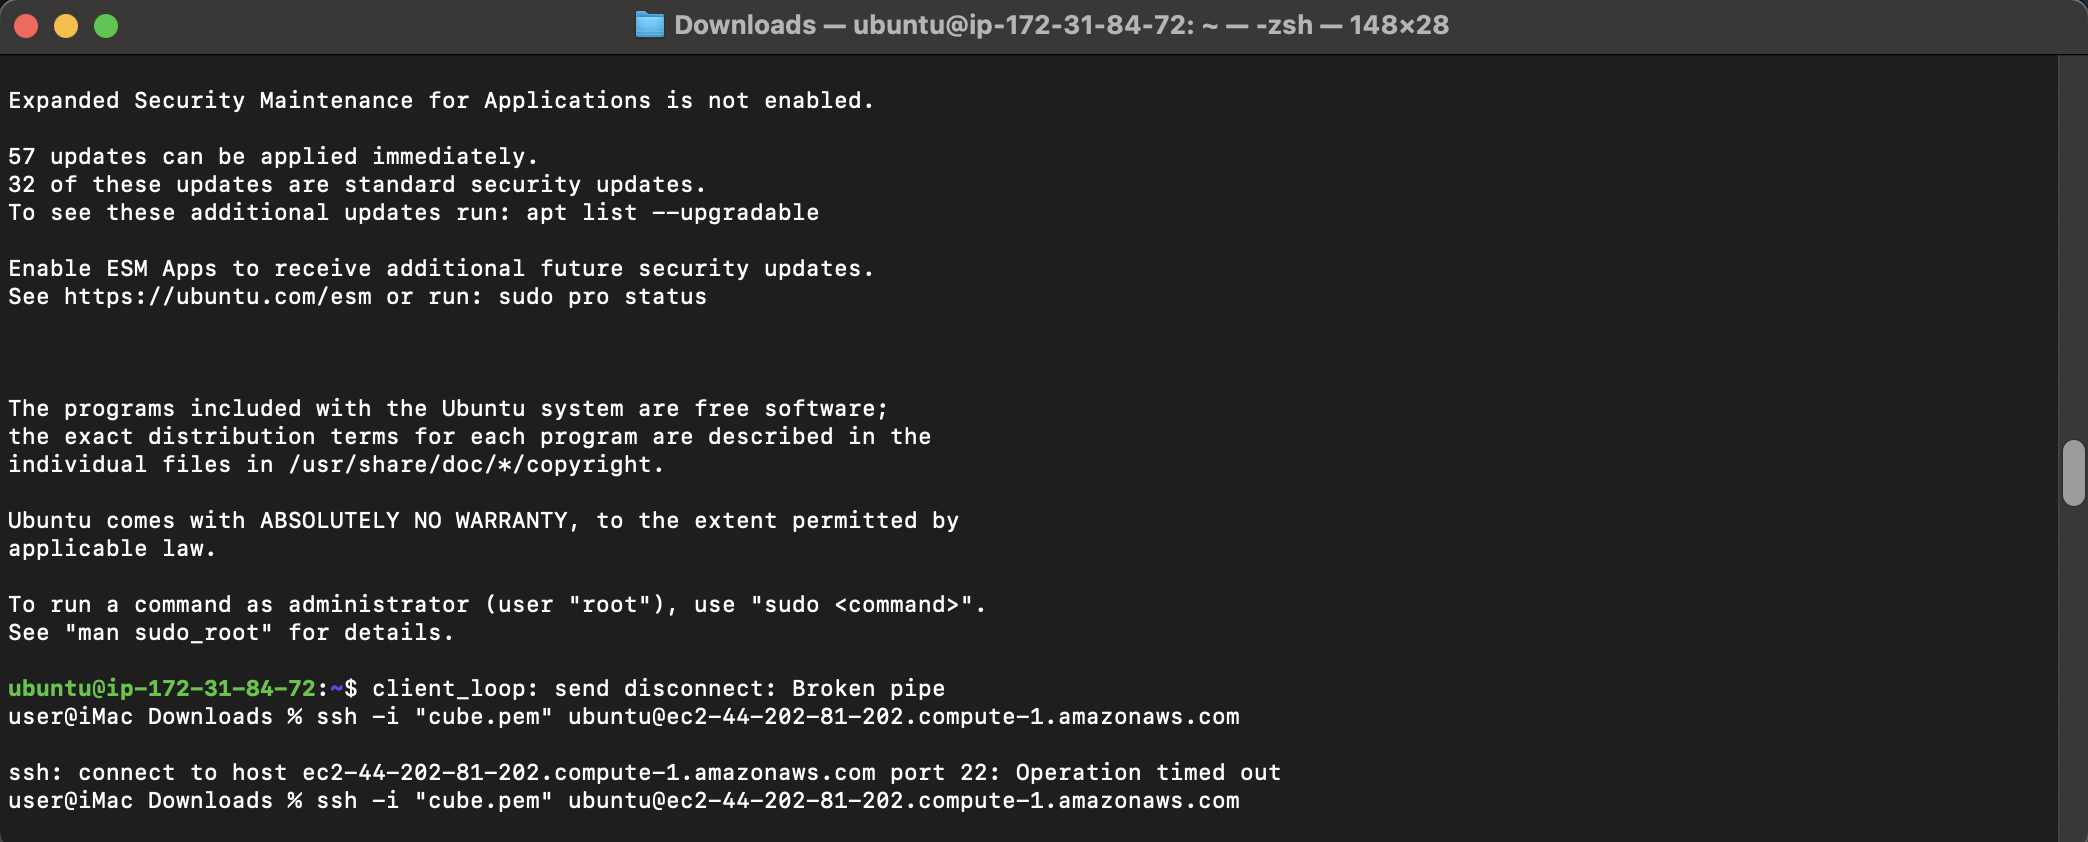 Downloads — ubuntu@ip-172-31-84-72: ~ — -zsh — 148×28
Expanded Security Maintenance for Applications is not enabled.
57 updates can be applied immediately.
32 of these updates are standard security updates.
To see these additional updates run: apt list --upgradable
Enable ESM Apps to receive additional future security updates.
See https://ubuntu.com/esm or run: sudo pro status
The programs included with the Ubuntu system are free software;
the exact distribution terms for each program are described in the
individual files in /usr/share/doc/*/copyright.
Ubuntu comes with ABSOLUTELY NO WARRANTY, to the extent permitted by
applicable law.
To run a command as administrator (user "root"), use "sudo <command>".
See "man sudo_root" for details.
ubuntu@ip-172-31-84-72:~$ client_loop: send disconnect: Broken pipe
user@iMac Downloads % ssh -i "cube.pem" ubuntu@ec2-44-202-81-202.compute-1.amazonaws.com
ssh: connect to host ec2-44-202-81-202.compute-1.amazonaws.com port 22: Operation timed out
user@iMac Downloads % ssh -i "cube.pem" ubuntu@ec2-44-202-81-202.compute-1.amazonaws.com